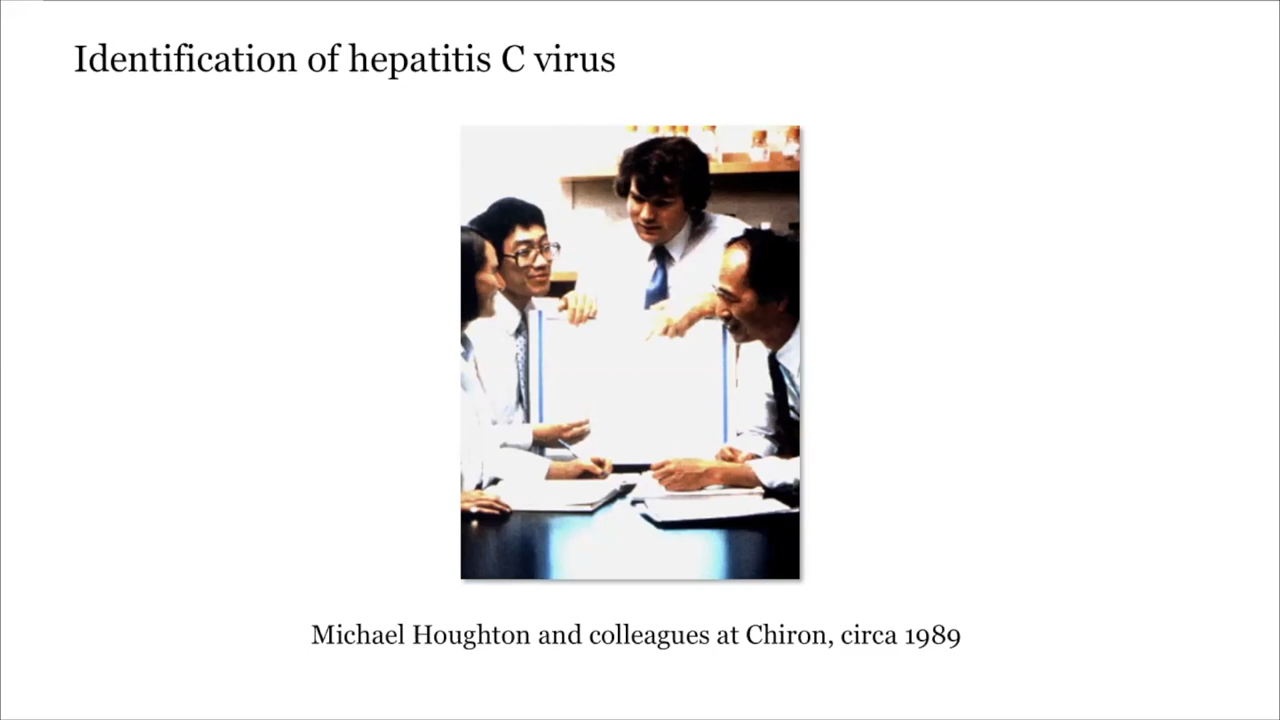 Identification of hepatitis C virus
Michael Houghton and colleagues at Chiron, circa 1989